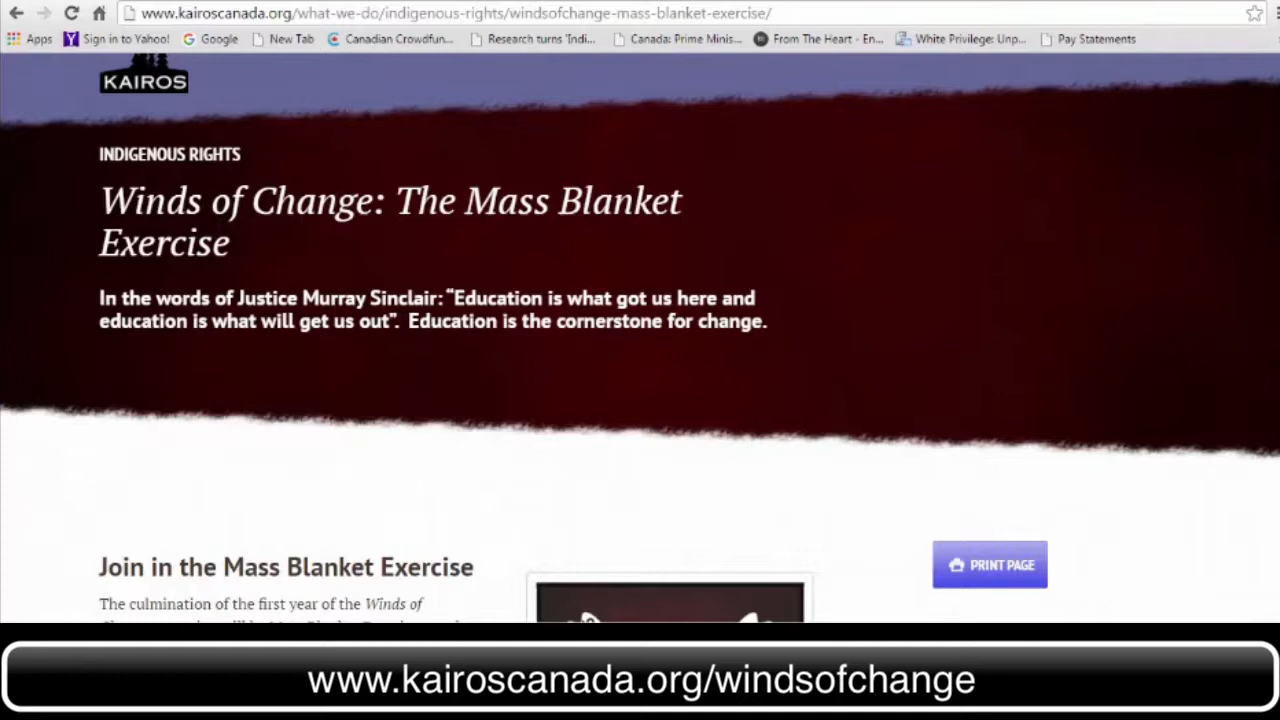 www.kairoscanada.org/what-we-do/indigenous-rights/windsofchange-mass-blanket-exercise/
Apps Sign in to Yahoo! Google New Tab Canadian Crowdfun... Research turns 'Indi... Canada: Prime Minis... From The Heart - En... White Privilege: Unp... Pay Statements
KAIROS
INDIGENOUS RIGHTS
Winds of Change: The Mass Blanket
Exercise
In the words of Justice Murray Sinclair: “Education is what got us here and
education is what will get us out”. Education is the cornerstone for change.
Join in the Mass Blanket Exercise
PRINT PAGE
The culmination of the first year of the Winds of
www.kairoscanada.org/windsofchange